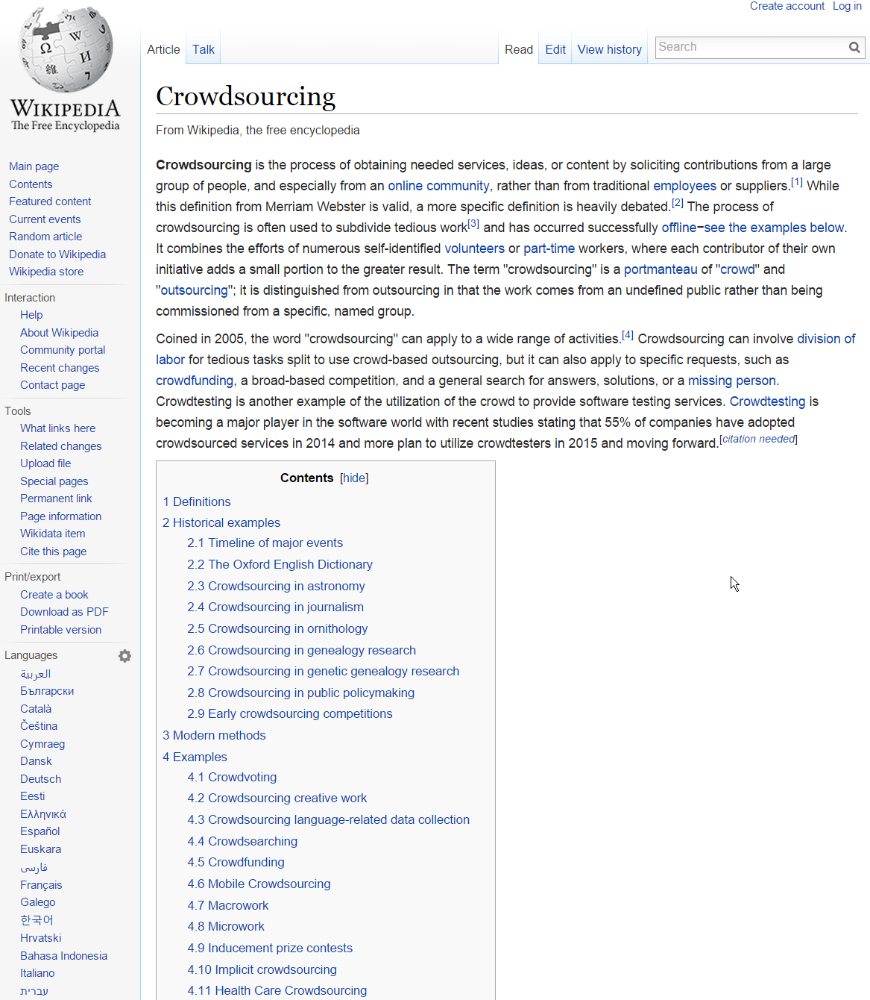 Create account Log in
WIKIPEDIA
The Free Encyclopedia
Article Talk Read Edit View history Search
Crowdsourcing
From Wikipedia, the free encyclopedia
Crowdsourcing is the process of obtaining needed services, ideas, or content by soliciting contributions from a large
group of people, and especially from an online community, rather than from traditional employees or suppliers.[1] While
this definition from Merriam Webster is valid, a more specific definition is heavily debated.[2] The process of
crowdsourcing is often used to subdivide tedious work[3] and has occurred successfully offline−see the examples below.
It combines the efforts of numerous self-identified volunteers or part-time workers, where each contributor of their own
initiative adds a small portion to the greater result. The term "crowdsourcing" is a portmanteau of "crowd" and
"outsourcing"; it is distinguished from outsourcing in that the work comes from an undefined public rather than being
commissioned from a specific, named group.
Coined in 2005, the word "crowdsourcing" can apply to a wide range of activities.[4] Crowdsourcing can involve division of
labor for tedious tasks split to use crowd-based outsourcing, but it can also apply to specific requests, such as
crowdfunding, a broad-based competition, and a general search for answers, solutions, or a missing person.
Crowdtesting is another example of the utilization of the crowd to provide software testing services. Crowdtesting is
becoming a major player in the software world with recent studies stating that 55% of companies have adopted
crowdsourced services in 2014 and more plan to utilize crowdtesters in 2015 and moving forward.[citation needed]
Contents [hide]
1 Definitions
2 Historical examples
2.1 Timeline of major events
2.2 The Oxford English Dictionary
2.3 Crowdsourcing in astronomy
2.4 Crowdsourcing in journalism
2.5 Crowdsourcing in ornithology
2.6 Crowdsourcing in genealogy research
2.7 Crowdsourcing in genetic genealogy research
2.8 Crowdsourcing in public policymaking
2.9 Early crowdsourcing competitions
3 Modern methods
4 Examples
4.1 Crowdvoting
4.2 Crowdsourcing creative work
4.3 Crowdsourcing language-related data collection
4.4 Crowdsearching
4.5 Crowdfunding
4.6 Mobile Crowdsourcing
4.7 Macrowork
4.8 Microwork
4.9 Inducement prize contests
4.10 Implicit crowdsourcing
4.11 Health Care Crowdsourcing
Main page
Contents
Featured content
Current events
Random article
Donate to Wikipedia
Wikipedia store
Interaction
Help
About Wikipedia
Community portal
Recent changes
Contact page
Tools
What links here
Related changes
Upload file
Special pages
Permanent link
Page information
Wikidata item
Cite this page
Print/export
Create a book
Download as PDF
Printable version
Languages
العربية
Български
Català
Čeština
Cymraeg
Dansk
Deutsch
Eesti
Ελληνικά
Español
Euskara
فارسی
Français
Galego
한국어
Hrvatski
Bahasa Indonesia
Italiano
עברית